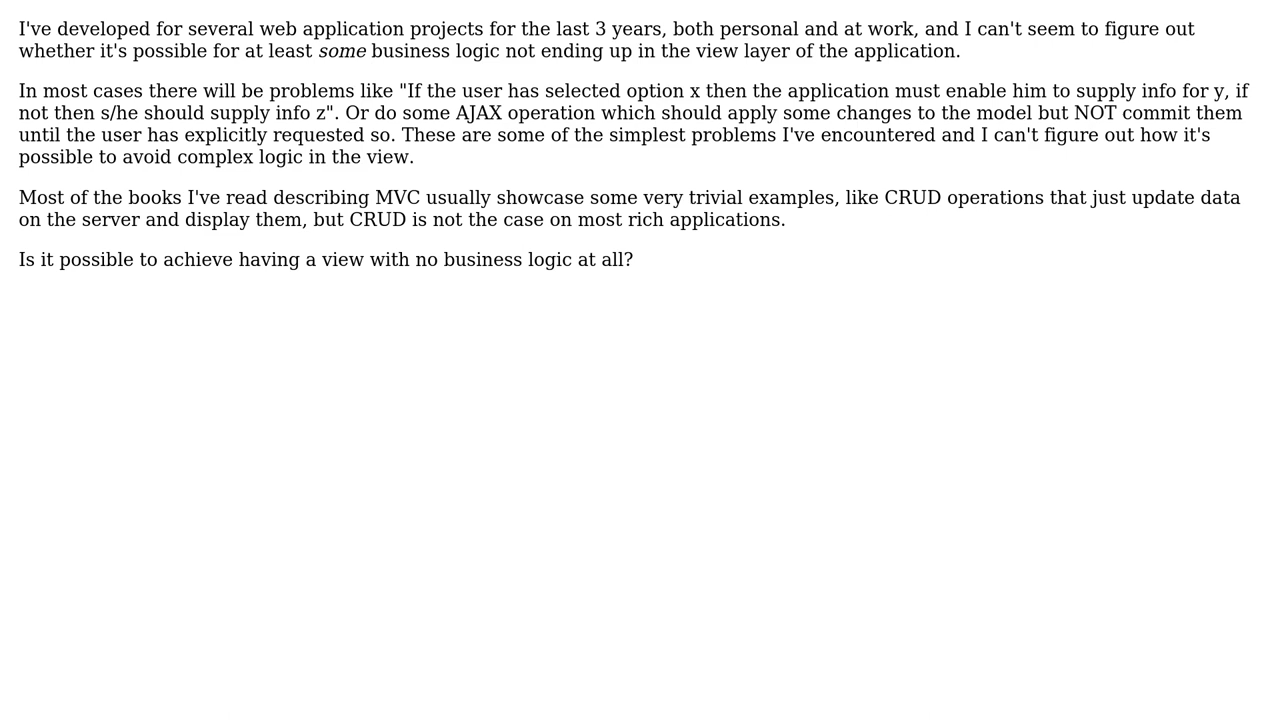 I've developed for several web application projects for the last 3 years, both personal and at work, and I can't seem to figure out
whether it's possible for at least some business logic not ending up in the view layer of the application.
In most cases there will be problems like "If the user has selected option x then the application must enable him to supply info for y, if
not then s/he should supply info z". Or do some AJAX operation which should apply some changes to the model but NOT commit them
until the user has explicitly requested so. These are some of the simplest problems I've encountered and I can't figure out how it's
possible to avoid complex logic in the view.
Most of the books I've read describing MVC usually showcase some very trivial examples, like CRUD operations that just update data
on the server and display them, but CRUD is not the case on most rich applications.
Is it possible to achieve having a view with no business logic at all?